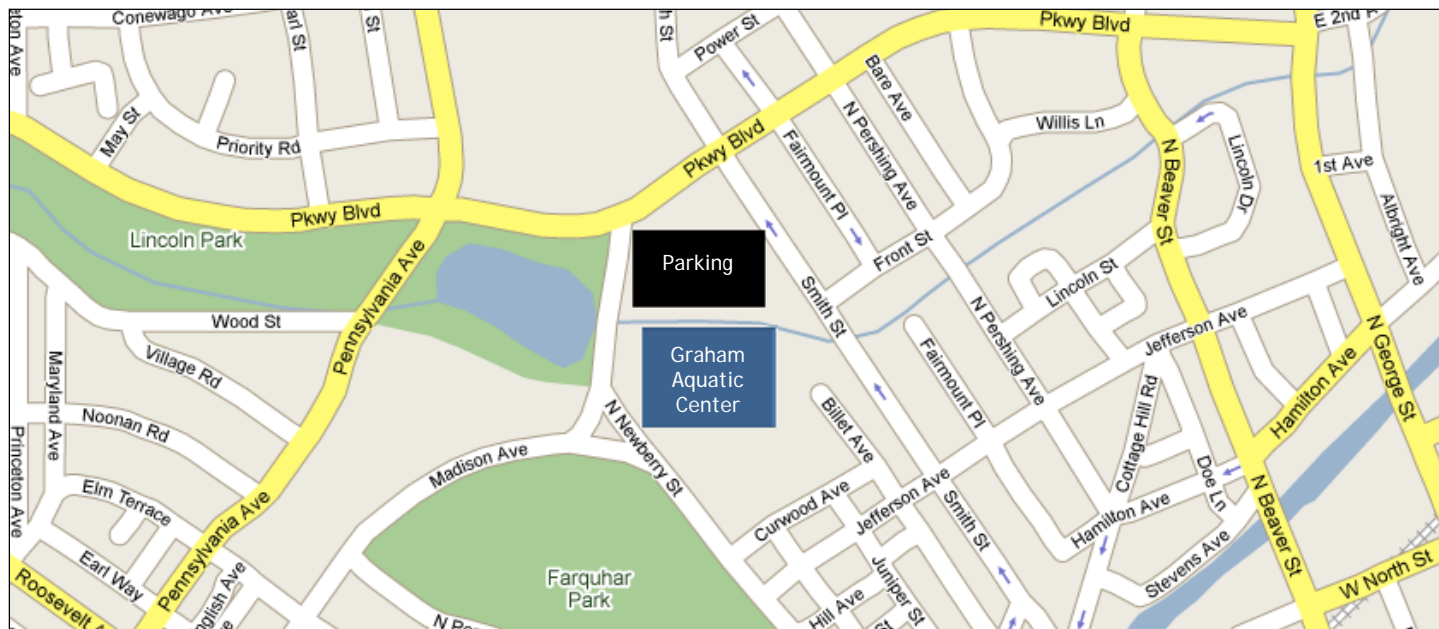 Conewago Ave
E 2nd
Pkwy Blvd
Power St
Bare Ave
May St
Priority Rd
Willis Ln
Pkwy Blvd
N Pershing Ave
Fairmount Pl
N Beaver St
Lincoln Dr
1st Ave
Albright Ave
Pkwy Blvd
Lincoln Park
Pennsylvania Ave
Parking
Front St
Smith St
Lincoln St
N Pershing Ave
Jefferson Ave
Wood St
Village Rd
Maryland Ave
Noonan Rd
Princeton Ave
Pennsylvania Ave
Graham
Aquatic
Center
Fairmount Pl
Billet Ave
Cottage Hill Rd
Hamilton Ave
N George St
Madison Ave
N Newberry St
Elm Terrace
Curwood Ave
Jefferson Ave
Smith St
Doe Ln
N Beaver St
Hamilton Ave
Earl Way
Roosevelt
Farquhar
Park
Juniper St
Hill Ave
Stevens Ave
W North St